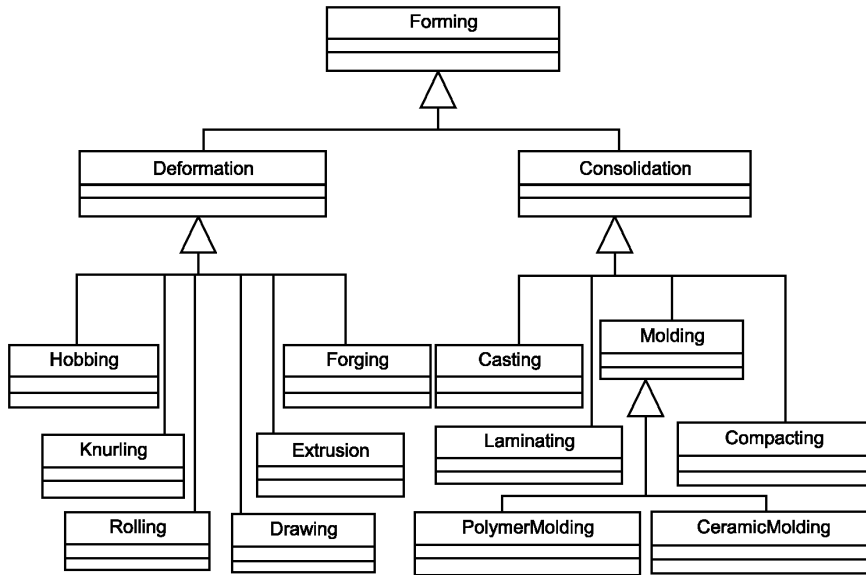 Forming
Deformation
Consolidation
Hobbing
Forging
Casting
Molding
Knurling
Extrusion
Laminating
Compacting
Rolling
Drawing
PolymerMolding
CeramicMolding